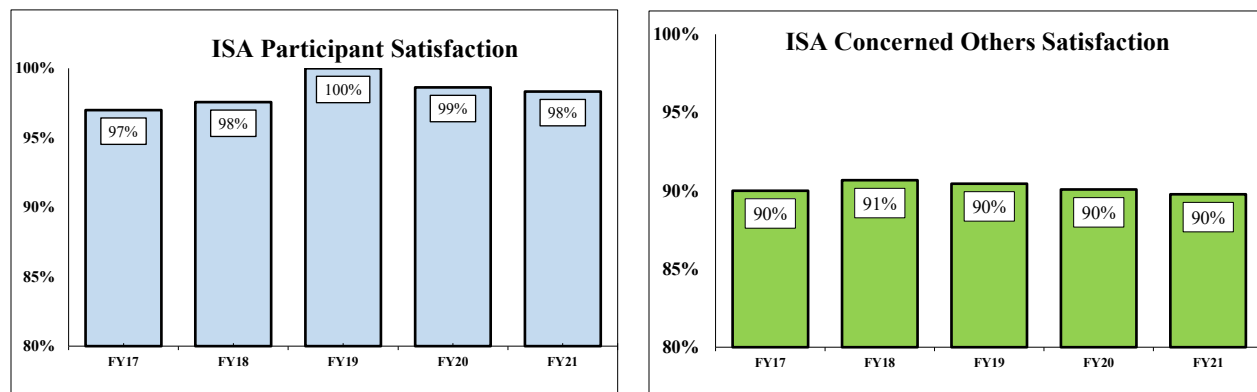 ISA Participant Satisfaction
100%
95%
90%
85%
80%
97%
98%
100%
99%
98%
FY17
FY18
FY19
FY20
FY21
ISA Concerned Others Satisfaction
100%
95%
90%
85%
80%
90%
91%
90%
90%
90%
FY17
FY18
FY19
FY20
FY21